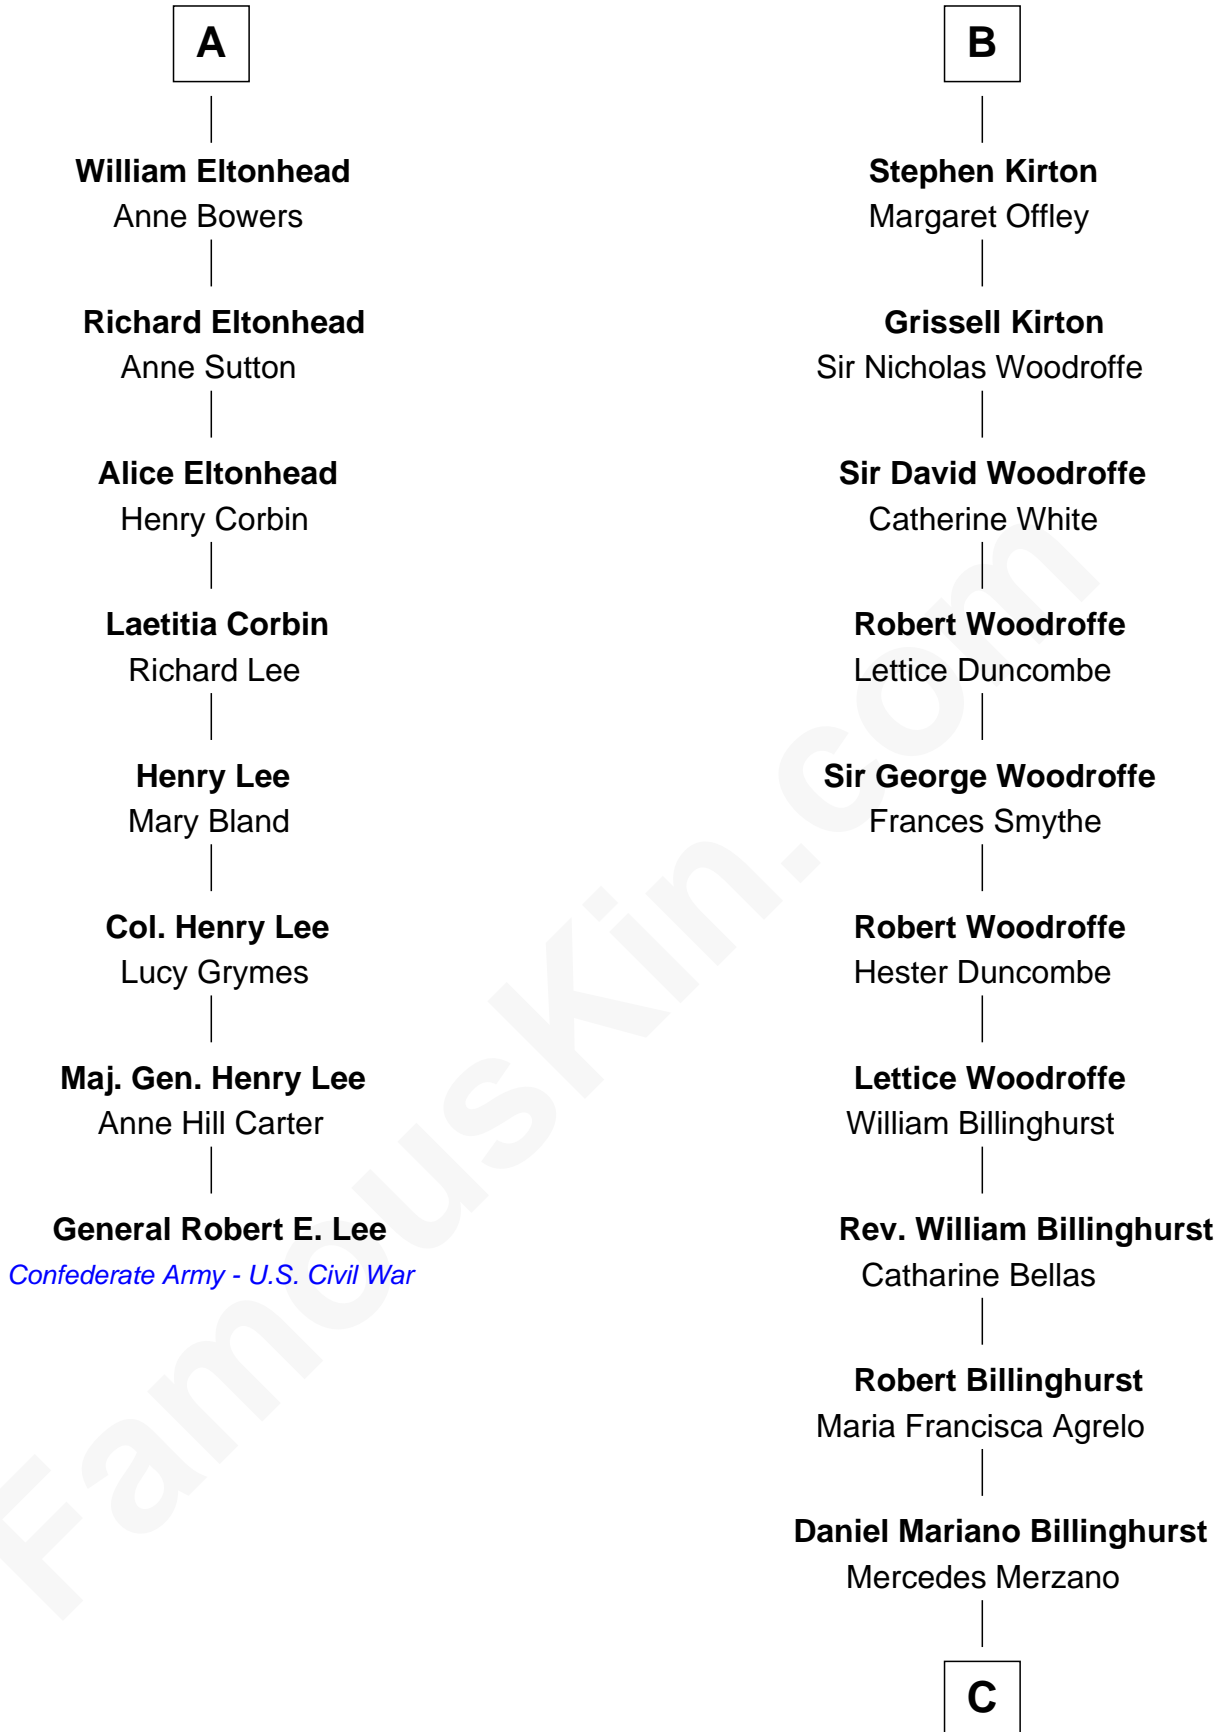 A
William Eltonhead
Anne Bowers
Richard Eltonhead
Anne Sutton
Alice Eltonhead
Henry Corbin
Laetitia Corbin
Richard Lee
Henry Lee
Mary Bland
Col. Henry Lee
Lucy Grymes
Maj. Gen. Henry Lee
Anne Hill Carter
General Robert E. Lee
Confederate Army - U.S. Civil War
B
Stephen Kirton
Margaret Offley
Grissell Kirton
Sir Nicholas Woodroffe
Sir David Woodroffe
Catherine White
Robert Woodroffe
Lettice Duncombe
Sir George Woodroffe
Frances Smythe
Robert Woodroffe
Hester Duncombe
Lettice Woodroffe
William Billinghurst
Rev. William Billinghurst
Catharine Bellas
Robert Billinghurst
Maria Francisca Agrelo
Daniel Mariano Billinghurst
Mercedes Merzano
C
FamousKin.com